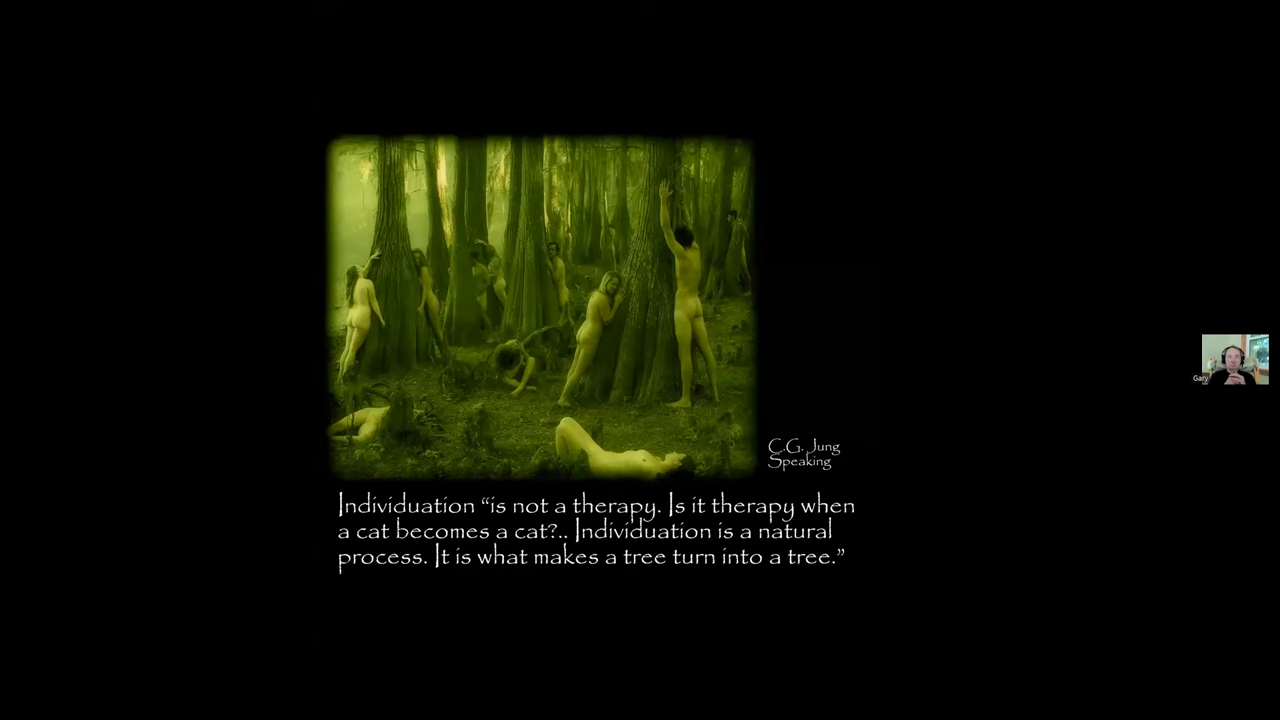 C.G. Jung
Speaking
Individuation “is not a therapy. Is it therapy when
a cat becomes a cat?.. Individuation is a natural
process. It is what makes a tree turn into a tree.”
Gary